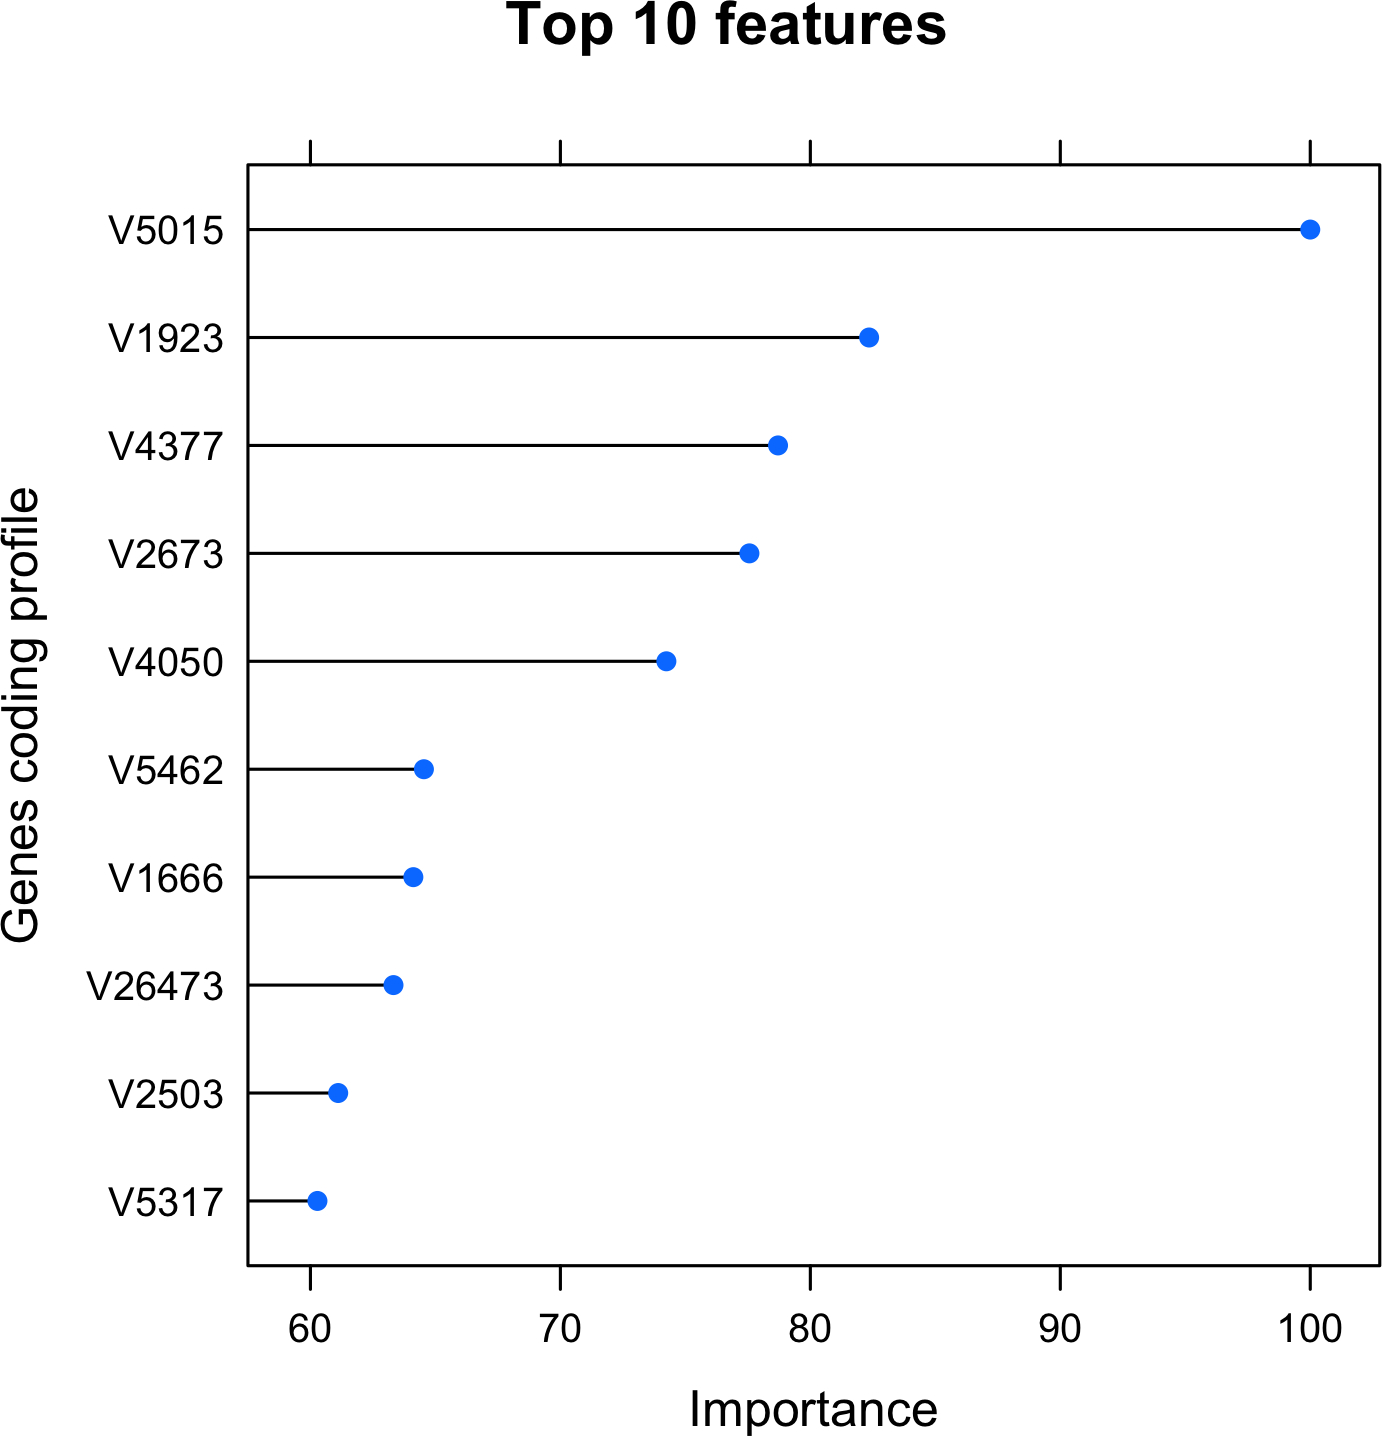 Top 10 features
Genes coding profile
V5015
V1923
V4377
V2673
V4050
V5462
V1666
V26473
V2503
V5317
60 70 80 90 100
Importance